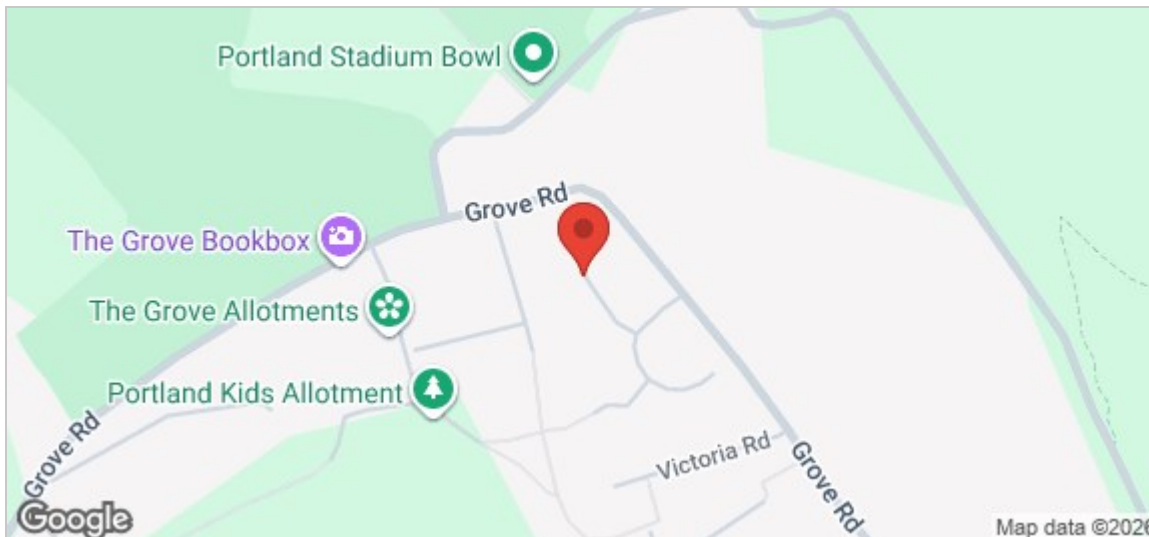 Portland Stadium Bowl
Grove Rd
The Grove Bookbox
The Grove Allotments
Portland Kids Allotment
Grove Rd
Victoria Rd
Grove Rd
Google
Map data ©2026